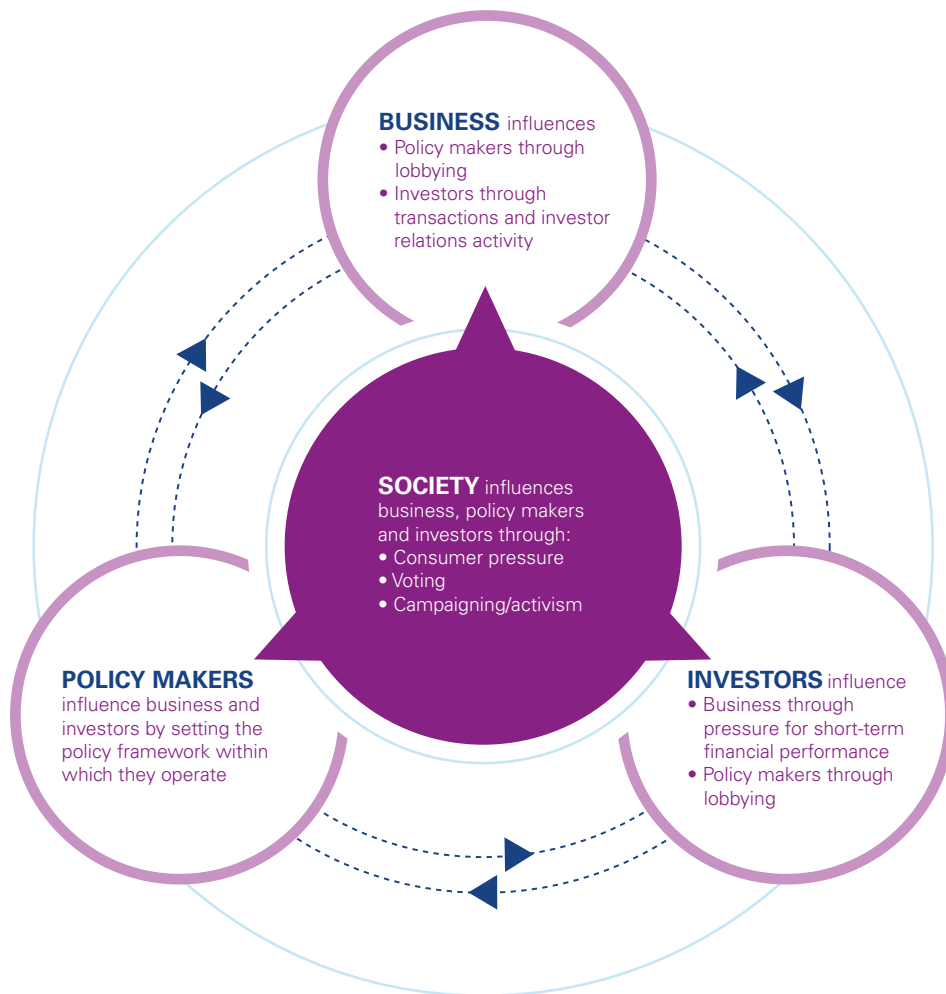 BUSINESS influences
• Policy makers through
lobbying
• Investors through
transactions and investor
relations activity
SOCIETY influences
business, policy makers
and investors through:
• Consumer pressure
• Voting
• Campaigning/activism
POLICY MAKERS
influence business and
investors by setting the
policy framework within
which they operate
INVESTORS influence
• Business through
pressure for short-term
financial performance
• Policy makers through
lobbying